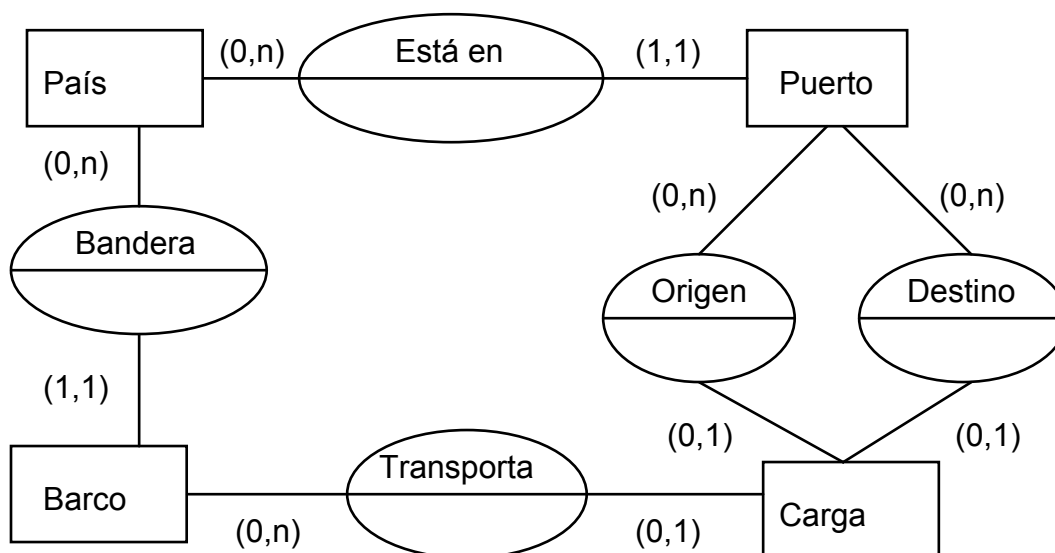 (0,n)
Está en
(1,1)
País
Puerto
(0,n)
(0,n)
(0,n)
Bandera
Origen
Destino
(1,1)
(0,1)
(0,1)
Transporta
Barco
Carga
(0,n)
(0,1)